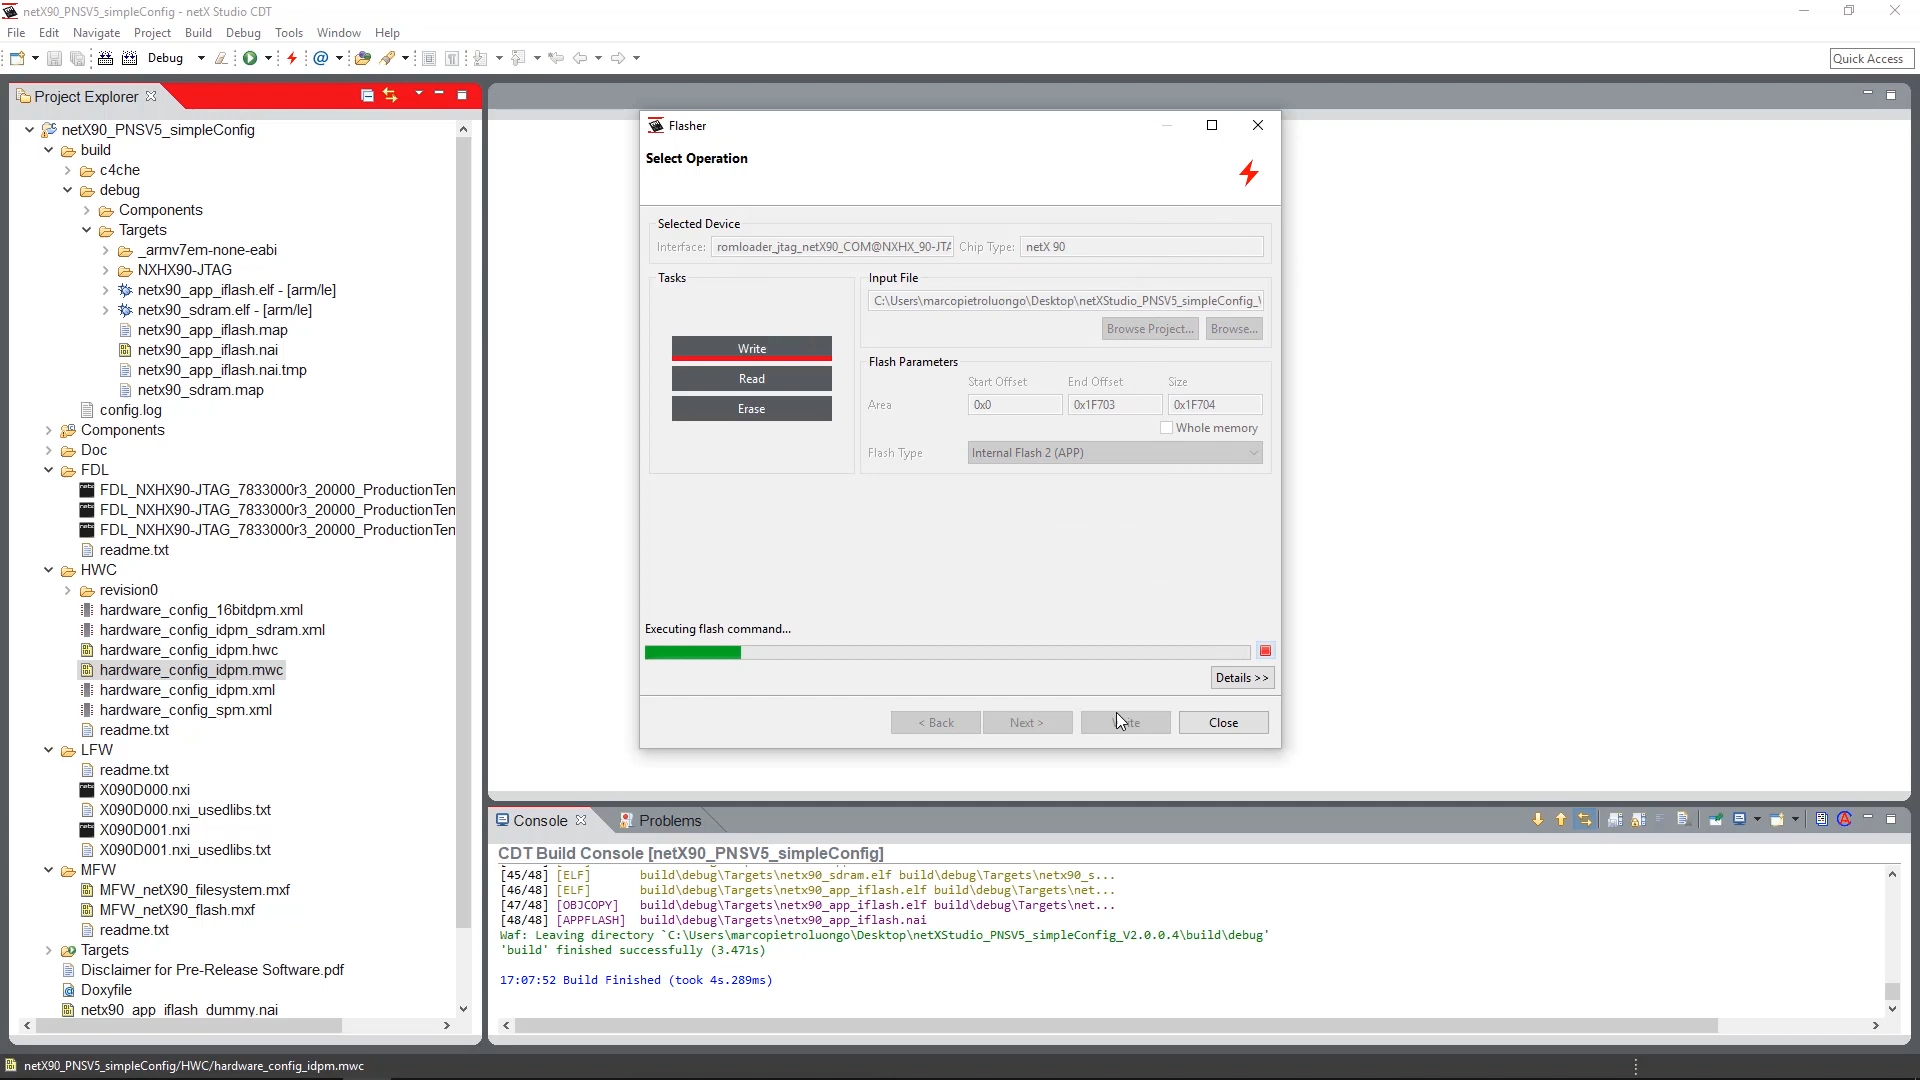 netX90_PNSV5_simpleConfig - netX Studio CDT
File Edit Navigate Project Build Debug Tools Window Help
Debug
Quick Access
Project Explorer
netX90_PNSV5_simpleConfig
build
c4che
debug
Components
Targets
_armv7em-none-eabi
NXHX90-JTAG
netx90_app_iflash.elf - [arm/le]
netx90_sdram.elf - [arm/le]
netx90_app_iflash.map
netx90_app_iflash.nai
netx90_app_iflash.nai.tmp
netx90_sdram.map
config.log
Components
Doc
FDL
FDL_NXHX90-JTAG_7833000r3_20000_ProductionTen
FDL_NXHX90-JTAG_7833000r3_20000_ProductionTen
FDL_NXHX90-JTAG_7833000r3_20000_ProductionTen
readme.txt
HWC
revision0
hardware_config_16bitdpm.xml
hardware_config_idpm_sdram.xml
hardware_config_idpm.hwc
hardware_config_idpm.mwc
hardware_config_idpm.xml
hardware_config_spm.xml
readme.txt
LFW
readme.txt
X090D000.nxi
X090D000.nxi_usedlibs.txt
X090D001.nxi
X090D001.nxi_usedlibs.txt
MFW
MFW_netX90_filesystem.mxf
MFW_netX90_flash.mxf
readme.txt
Targets
Disclaimer for Pre-Release Software.pdf
Doxyfile
netx90_app_iflash_dummy.nai
Flasher
Select Operation
Selected Device
Interface: romloader_jtag_netX90_COM@NXHX_90-JTA Chip Type: netX 90
Tasks
Write
Read
Erase
Input File
C:\Users\marcopietroluongo\Desktop\netXStudio_PNSV5_simpleConfig_\
Browse Project... Browse...
Flash Parameters
Start Offset End Offset Size
Area 0x0 0x1F703 0x1F704
Whole memory
Flash Type Internal Flash 2 (APP)
Executing flash command...
Details >>
< Back Next > Close
Console Problems
CDT Build Console [netX90_PNSV5_simpleConfig]
[45/48] [ELF] build\debug\Targets\netx90_sdram.elf build\debug\Targets\netx90_s...
[46/48] [ELF] build\debug\Targets\netx90_app_iflash.elf build\debug\Targets\net...
[47/48] [OBJCOPY] build\debug\Targets\netx90_app_iflash.elf build\debug\Targets\net...
[48/48] [APPFLASH] build\debug\Targets\netx90_app_iflash.nai
Waf: Leaving directory `C:\Users\marcopietroluongo\Desktop\netXStudio_PNSV5_simpleConfig_V2.0.0.4\build\debug'
'build' finished successfully (3.471s)
17:07:52 Build Finished (took 4s.289ms)
netX90_PNSV5_simpleConfig/HWC/hardware_config_idpm.mwc